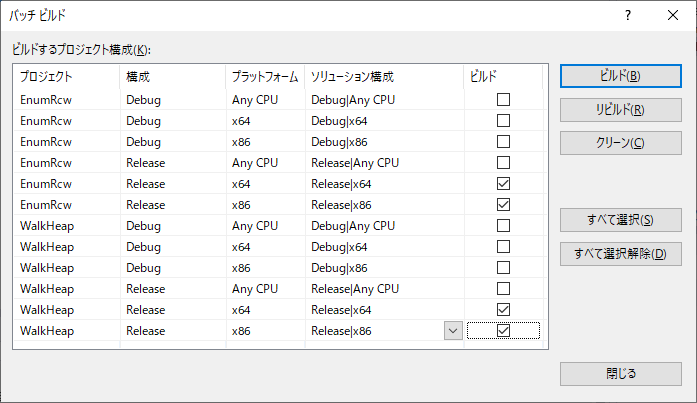 バッチ ビルド
ビルドするプロジェクト構成(K):
プロジェクト 構成 プラットフォーム ソリューション構成 ビルド
EnumRcw Debug Any CPU Debug|Any CPU
EnumRcw Debug x64 Debug|x64
EnumRcw Debug x86 Debug|x86
EnumRcw Release Any CPU Release|Any CPU
EnumRcw Release x64 Release|x64
EnumRcw Release x86 Release|x86
WalkHeap Debug Any CPU Debug|Any CPU
WalkHeap Debug x64 Debug|x64
WalkHeap Debug x86 Debug|x86
WalkHeap Release Any CPU Release|Any CPU
WalkHeap Release x64 Release|x64
WalkHeap Release x86 Release|x86
ビルド(B)
リビルド(R)
クリーン(C)
すべて選択(S)
すべて選択解除(D)
閉じる